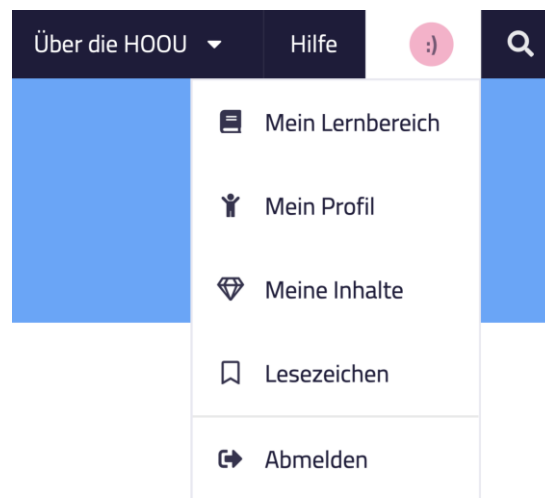 Über die HOOU Hilfe :)
Mein Lernbereich
Mein Profil
Meine Inhalte
Lesezeichen
Abmelden